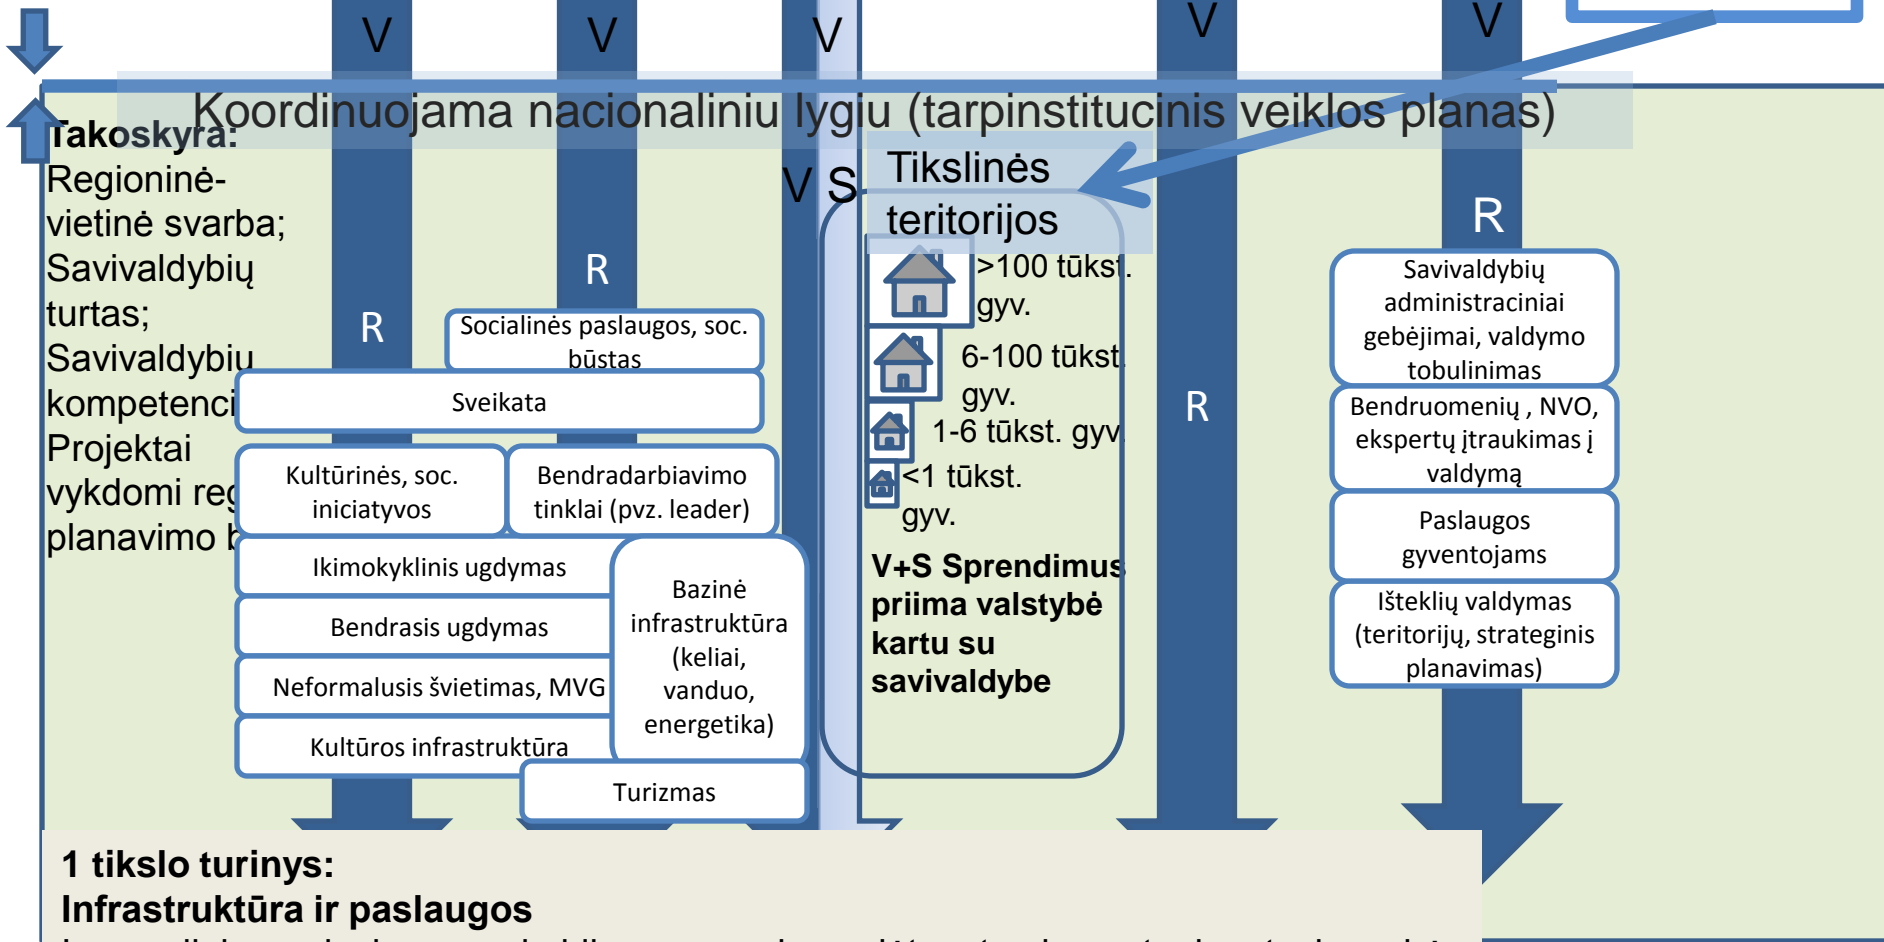 V
V
V
V
V
Koordinuojama nacionaliniu lygiu (tarpinstitucinis veiklos planas)
Takoskyra:
Regioninė-
vietinė svarba;
Savivaldybių
turtas;
Savivaldybių
kompetenci
Projektai
vykdomi reg
planavimo b
R
R
Socialinės paslaugos, soc.
būstas
Sveikata
Kultūrinės, soc.
iniciatyvos
Bendradarbiavimo
tinklai (pvz. leader)
Ikimokyklinis ugdymas
Bendrasis ugdymas
Neformalusis švietimas, MVG
Kultūros infrastruktūra
Bazinė
infrastruktūra
(keliai,
vanduo,
energetika)
Turizmas
V S
Tikslinės
teritorijos
>100 tūkst.
gyv.
6-100 tūkst.
gyv.
1-6 tūkst. gyv.
<1 tūkst.
gyv.
V+S Sprendimus
priima valstybė
kartu su
savivaldybe
R
R
Savivaldybių
administraciniai
gebėjimai, valdymo
tobulinimas
Bendruomenių , NVO,
ekspertų įtraukimas į
valdymą
Paslaugos
gyventojams
Išteklių valdymas
(teritorijų, strateginis
planavimas)
1 tikslo turinys:
Infrastruktūra ir paslaugos